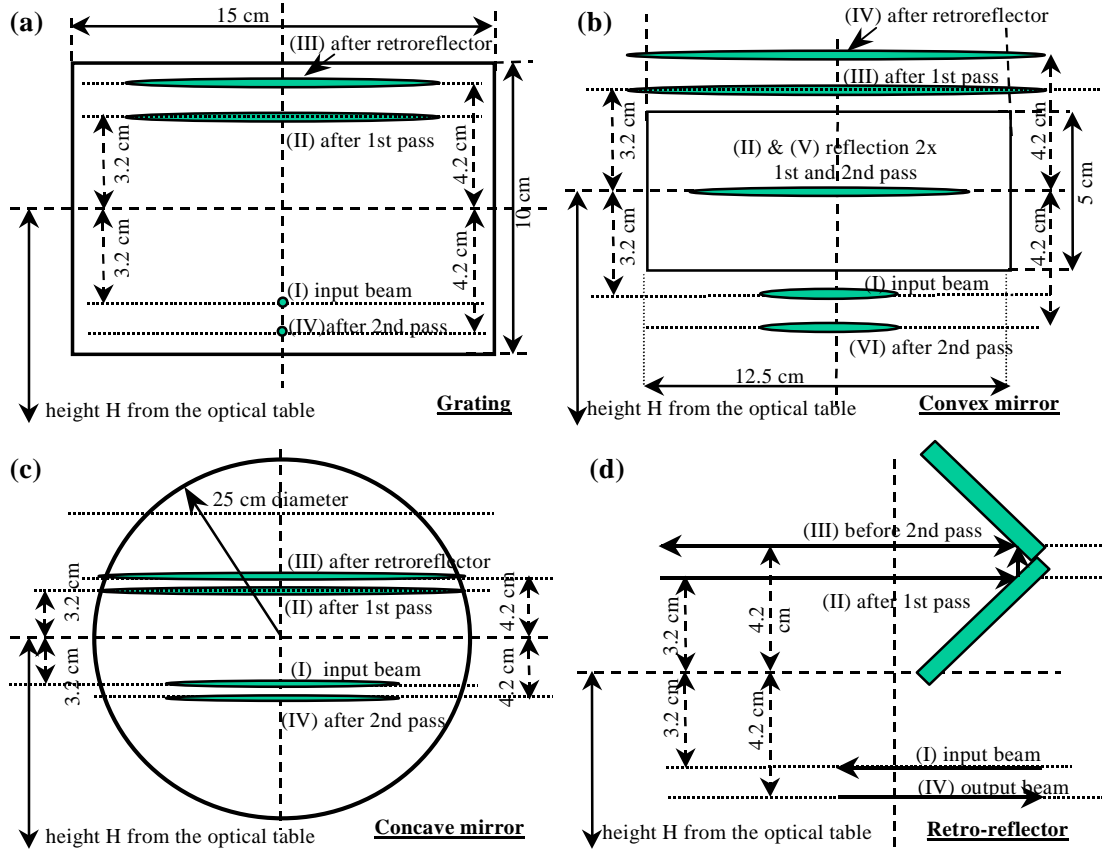 (a)
15 cm
(III) after retroreflector
(II) after 1st pass
3.2 cm
4.2 cm
10 cm
3.2 cm
4.2 cm
(I) input beam
(IV)after 2nd pass
height H from the optical table
Grating
(b)
(IV) after retroreflector
(III) after 1st pass
3.2 cm
4.2 cm
(II) & (V) reflection 2x
1st and 2nd pass
5 cm
3.2 cm
4.2 cm
(I) input beam
(VI) after 2nd pass
12.5 cm
height H from the optical table
Convex mirror
(c)
25 cm diameter
(III) after retroreflector
(II) after 1st pass
3.2 cm
4.2 cm
(I) input beam
3.2 cm
4.2 cm
(IV) after 2nd pass
height H from the optical table
Concave mirror
(d)
(III) before 2nd pass
(II) after 1st pass
3.2 cm
4.2
cm
3.2 cm
4.2 cm
(I) input beam
(IV) output beam
height H from the optical table
Retro-reflector